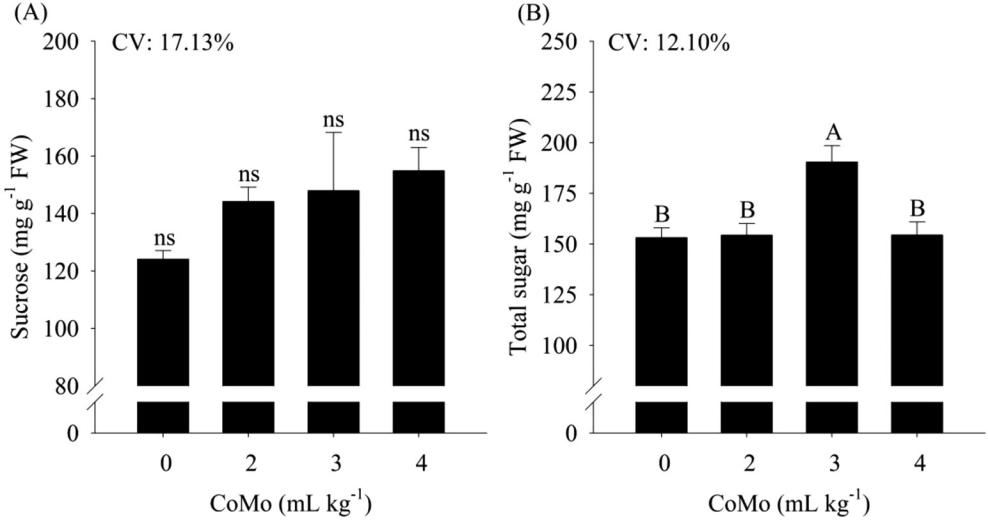 (A)
CV: 17.13%
Sucrose (mg g-1 FW)
200
180
160
140
120
100
80
0
ns
ns
ns
ns
0 2 3 4
CoMo (mL kg-1)
(B)
CV: 12.10%
Total sugar (mg g-1 FW)
250
225
200
175
150
125
100
0
B
B
A
B
0 2 3 4
CoMo (mL kg-1)